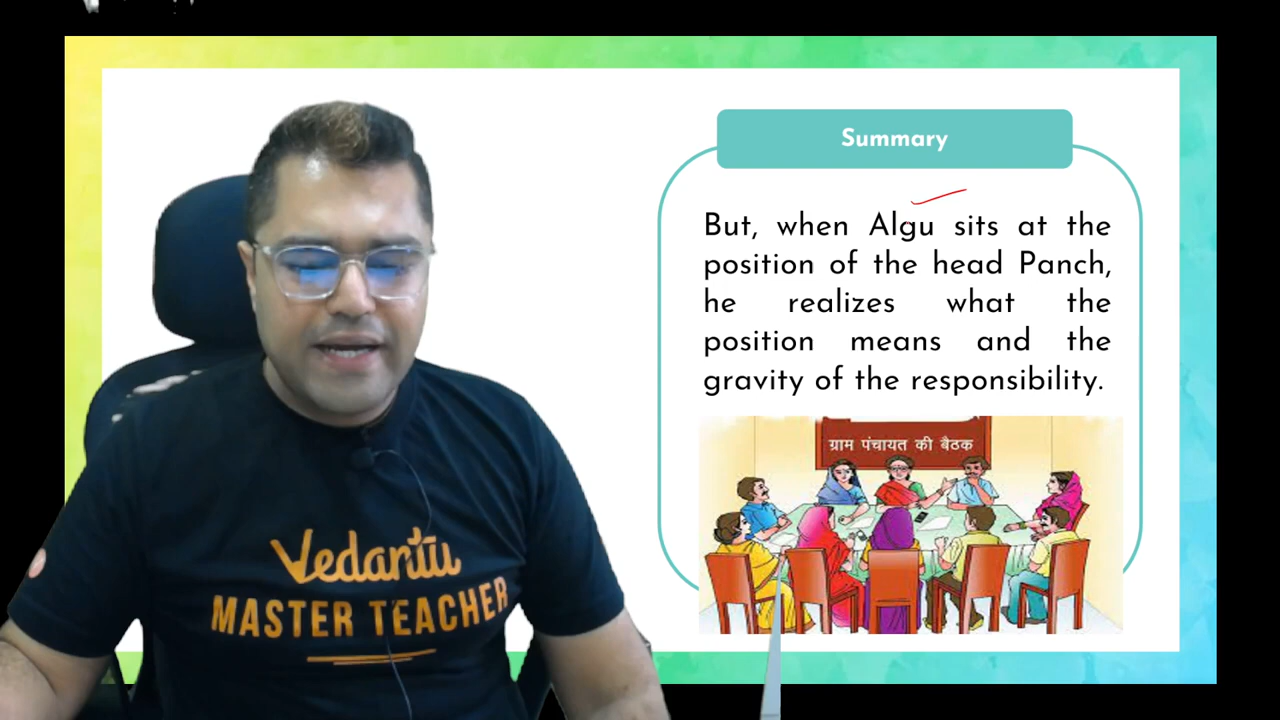 Summary
But, when Algu sits at the
position of the head Panch,
he realizes what the
position means and the
gravity of the responsibility.
ग्राम पंचायत की बैठक
Vedantu
MASTER TEACHER